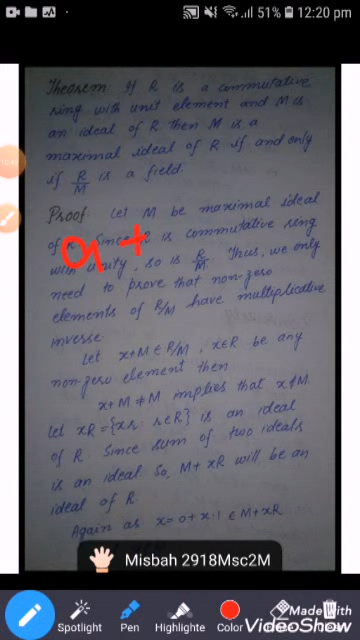 51% 12:20 pm
Theorem: If R is a commutative
ring with unit element and M is
an ideal of R then M is a
maximal ideal of R if and only
if R/M is a field.
Proof: Let M be maximal ideal
of R. Since R is commutative ring
with unity, so is R/M. Thus, we only
need to prove that non-zero
elements of R/M have multiplicative
inverse.
Let x+M ∈ R/M, x∈R be any
non-zero element then
x+M ≠ M implies that x∉M.
Let xR = {xr : r∈R} is an ideal
of R. Since sum of two ideals
is an ideal. So, M+xR will be an
ideal of R.
Again as x = 0+x·1 ∈ M+xR
Misbah 2918Msc2M
Spotlight Pen Highlighte Color
Made With
VideoShow